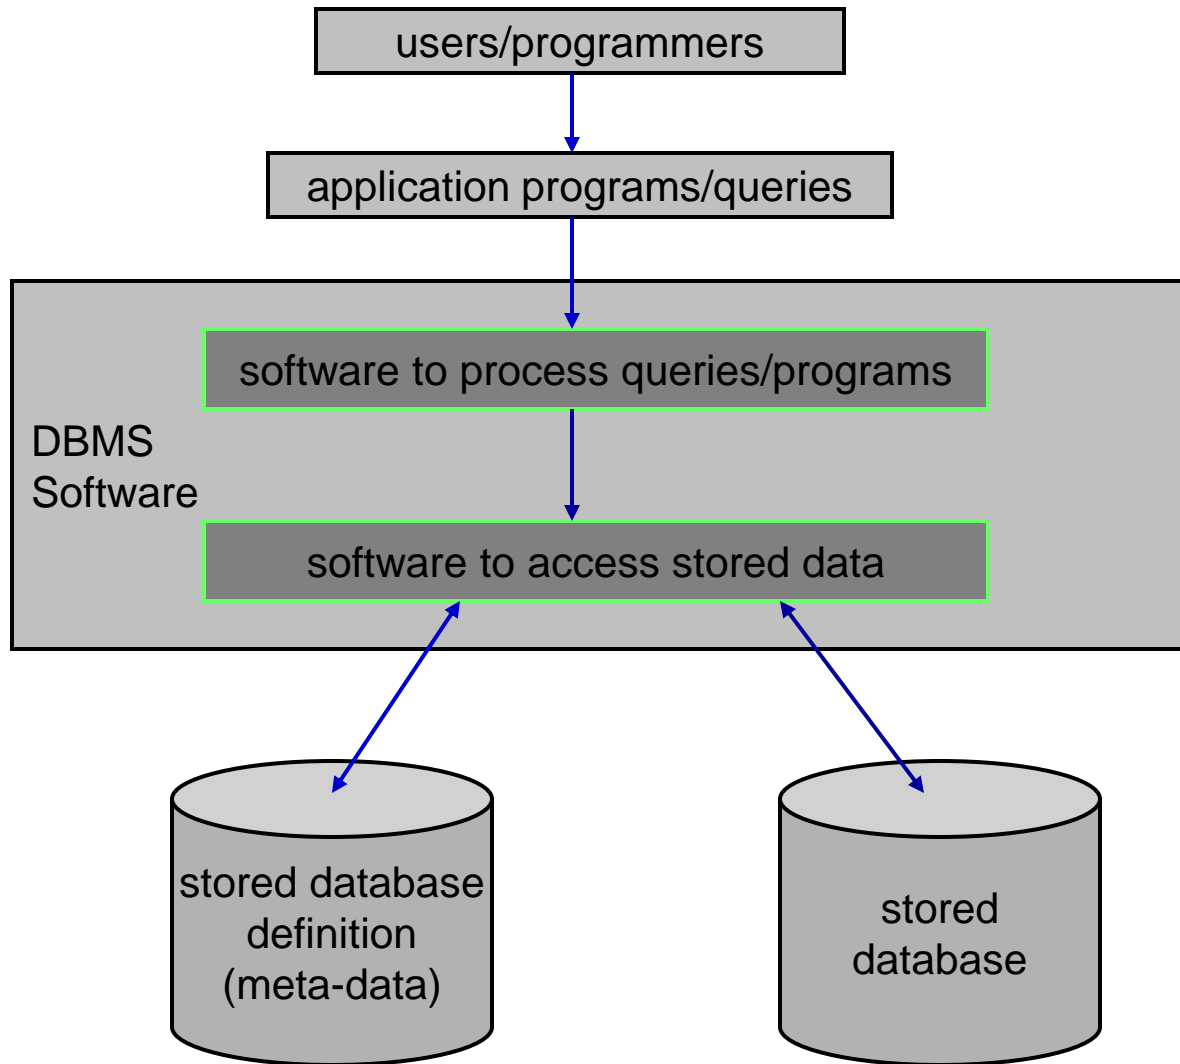 users/programmers
application programs/queries
software to process queries/programs
DBMS
Software
software to access stored data
stored database
definition
(meta-data)
stored
database